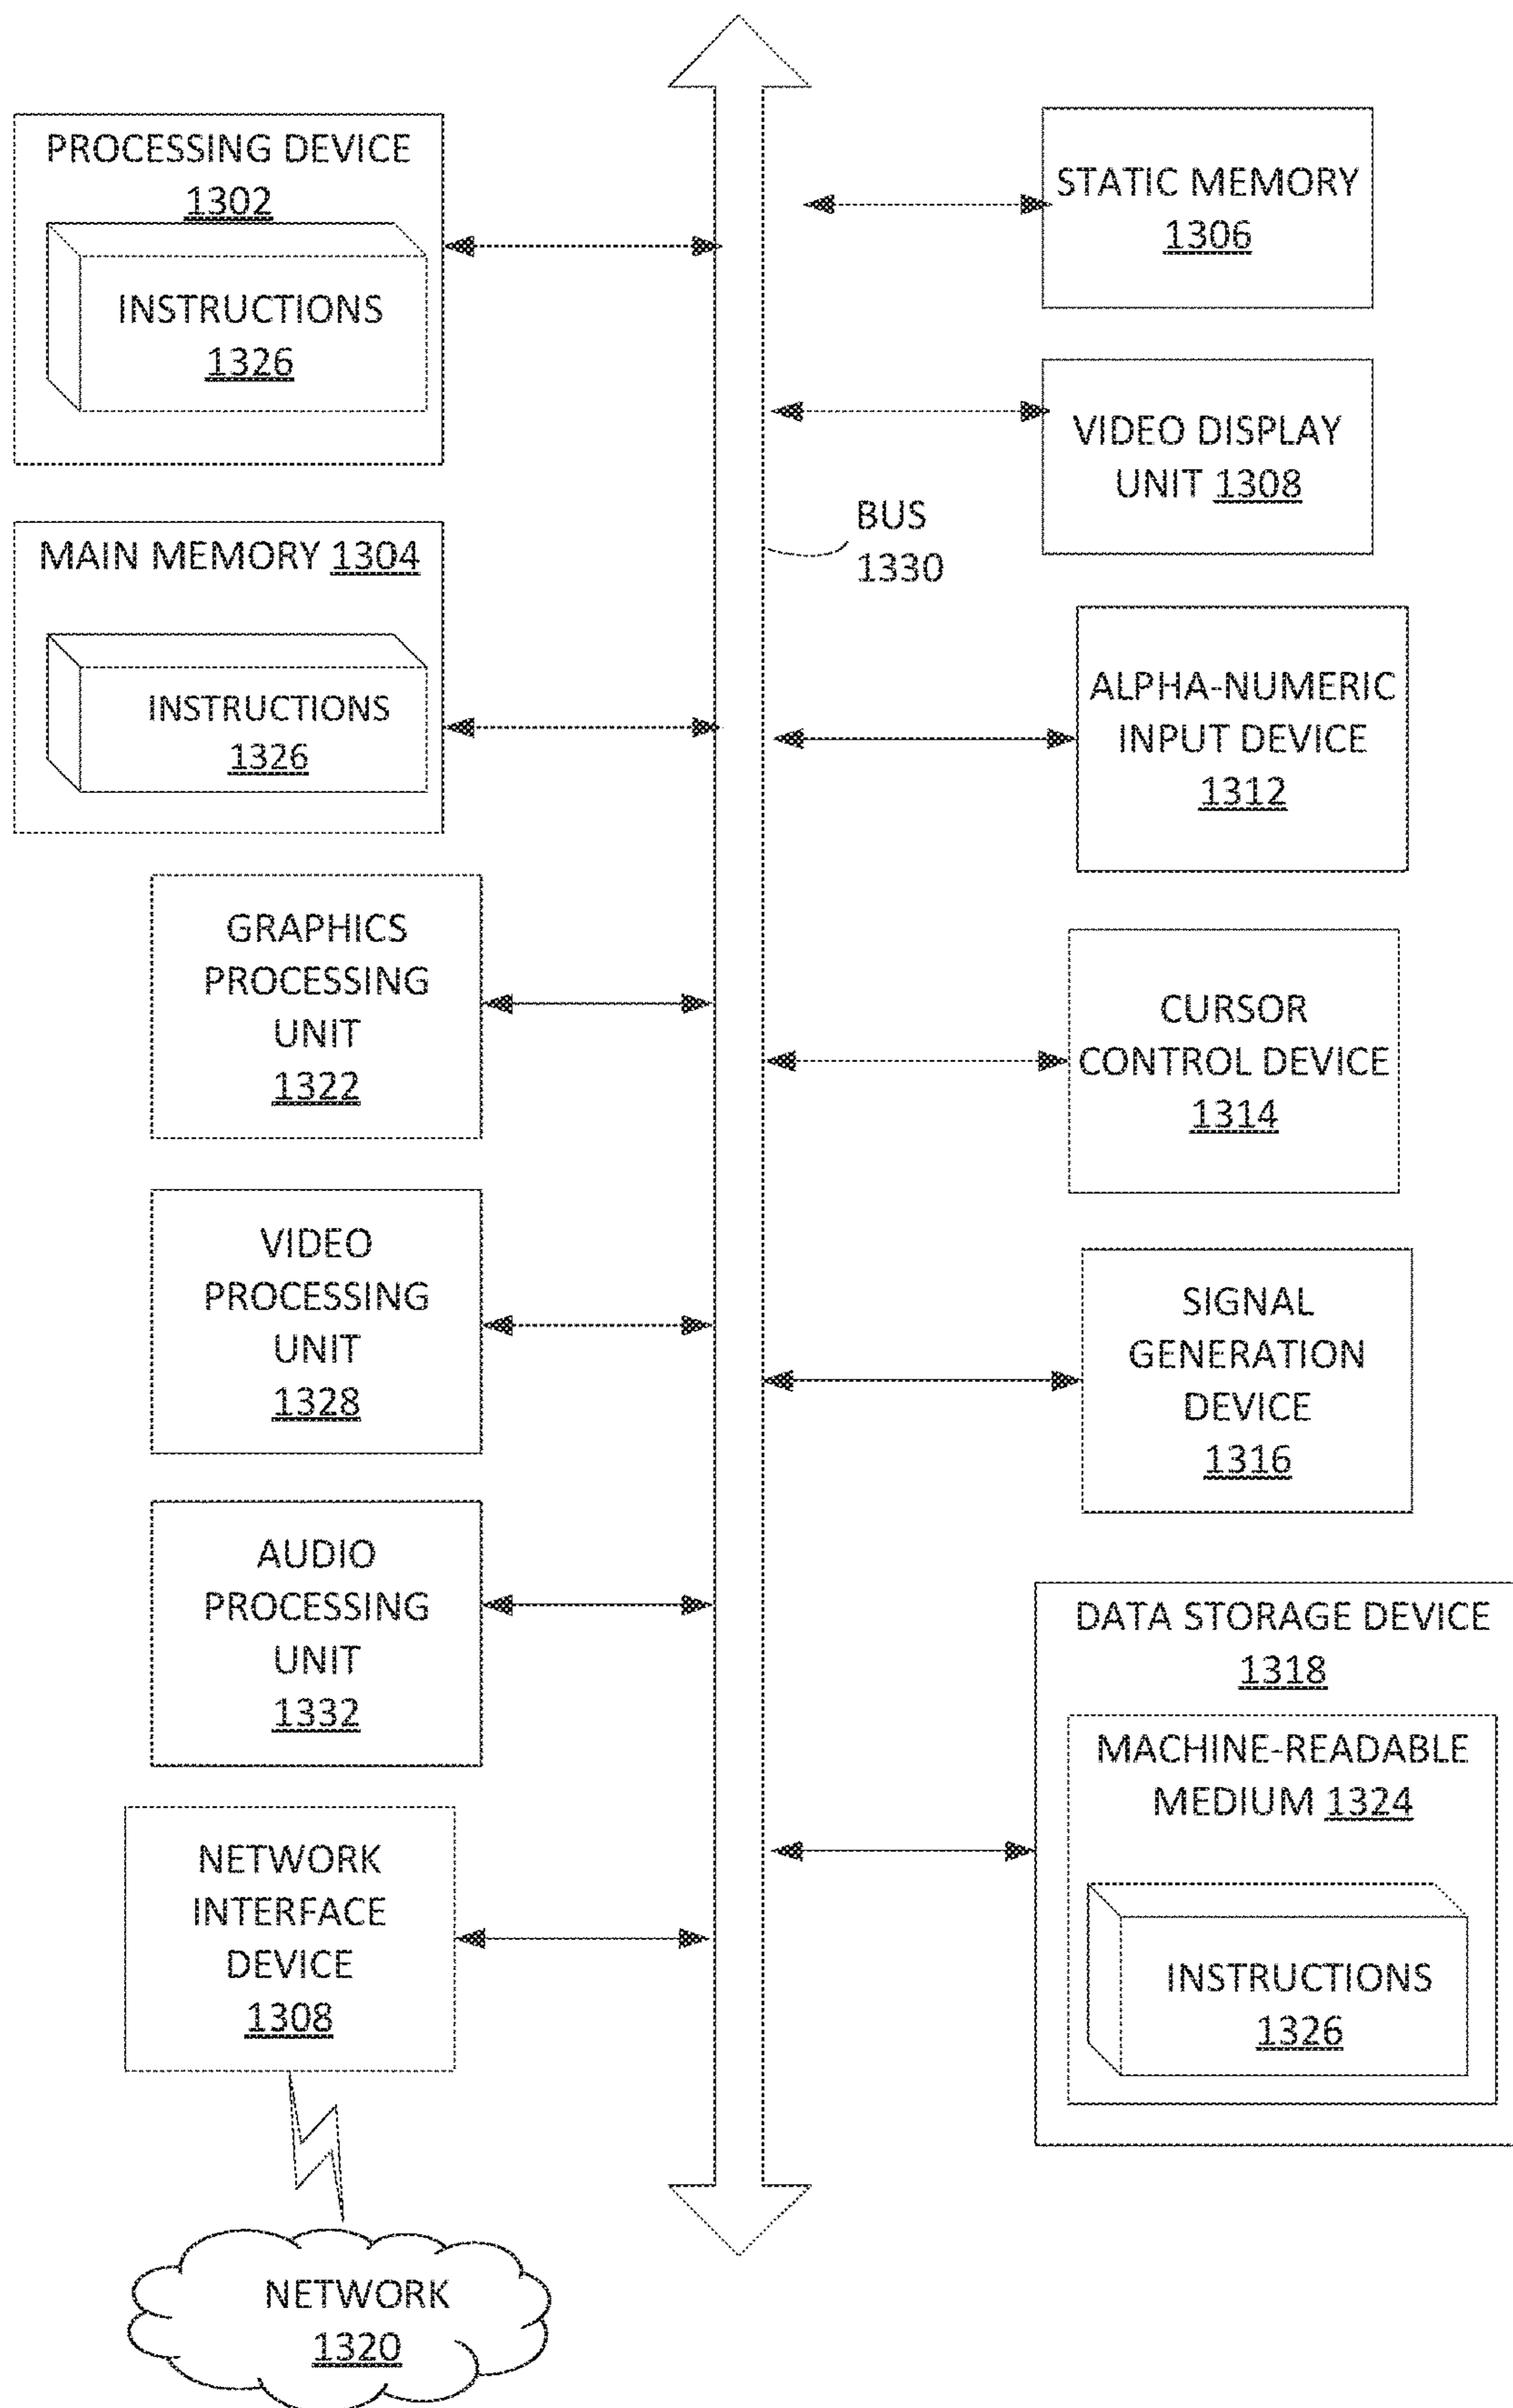 PROCESSING DEVICE
1302
INSTRUCTIONS
1326
MAIN MEMORY 1304
INSTRUCTIONS
1326
GRAPHICS
PROCESSING
UNIT
1322
VIDEO
PROCESSING
UNIT
1328
AUDIO
PROCESSING
UNIT
1332
NETWORK
INTERFACE
DEVICE
1308
NETWORK
1320
BUS
1330
STATIC MEMORY
1306
VIDEO DISPLAY
UNIT 1308
ALPHA-NUMERIC
INPUT DEVICE
1312
CURSOR
CONTROL DEVICE
1314
SIGNAL
GENERATION
DEVICE
1316
DATA STORAGE DEVICE
1318
MACHINE-READABLE
MEDIUM 1324
INSTRUCTIONS
1326